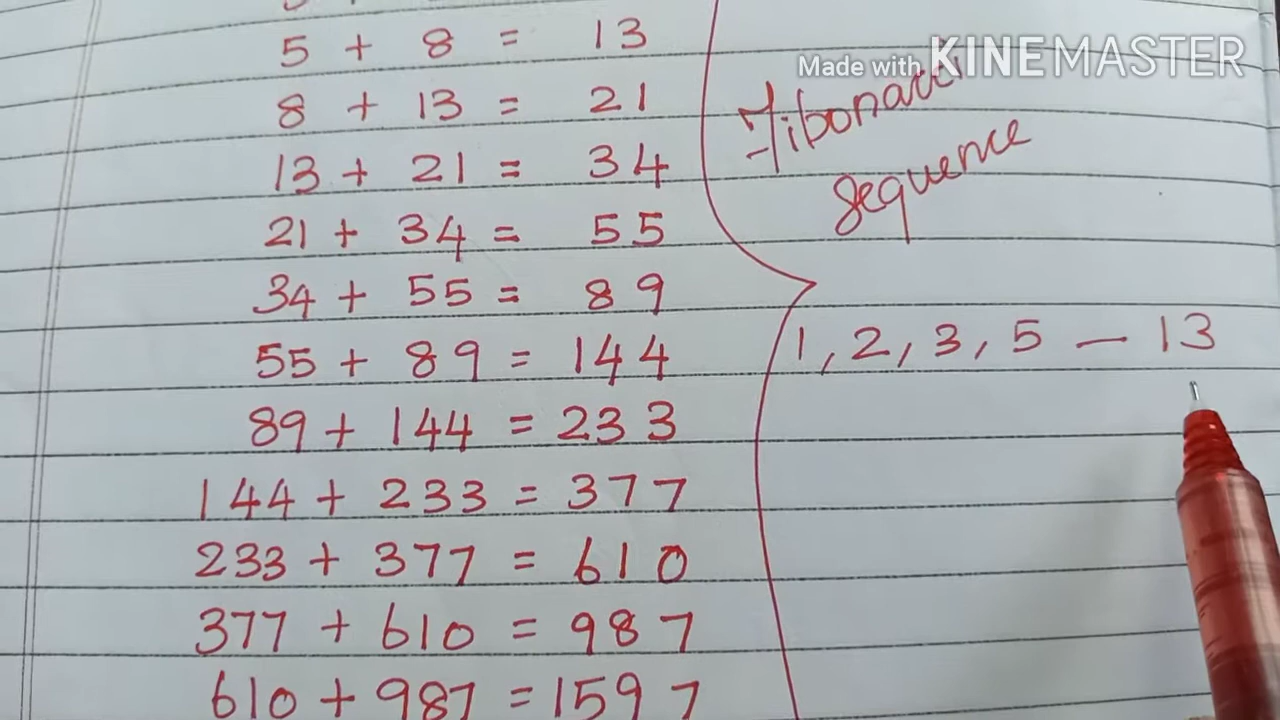 5 + 8 = 13
Made with KINEMASTER
8 + 13 = 21
Fibonacci
13 + 21 = 34
sequence
21 + 34 = 55
34 + 55 = 89
1, 2, 3, 5 — 13
55 + 89 = 144
89 + 144 = 233
144 + 233 = 377
233 + 377 = 610
377 + 610 = 987
610 + 987 = 1597